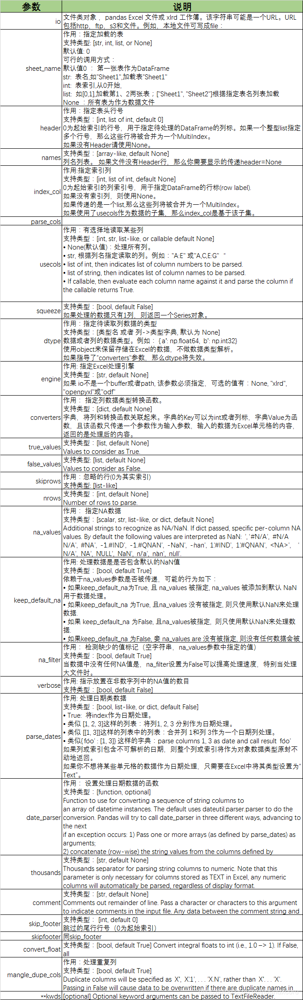 参数 说明
io
文件类对象 ，pandas Excel 文件或 xlrd 工作簿。该字符串可能是一个URL。URL
包括http，ftp，s3和文件。例如，本地文件可写成file：
sheet_name
作用：指定加载的表
支持类型: [str, int, list, or None]
默认值: 0
可行的调用方式：
默认值0 ： 第一张表作为DataFrame
str: 表名,如"Sheet1",加载表"Sheet1"
int: 表索引,从0开始,
list: 如[0,1],加载第1、2两张表；["Sheet1", "Sheet2"]根据指定表名列表加载
None ：所有表为作为数据文件
header
作用：指定表头行号
支持类型：[int, list of int, default 0]
0为起始索引的行号，用于指定待处理的DataFrame的列标。如果一个整型list指定
多个行号，那么这些行将被合并为一个MultiIndex。
如果没有Header请使用None。
names
支持类型：[array-like, default None]
列名列表。 如果文件没有Header行，那么你需要显示的传递header=None
index_col
作用:指定索引列
支持类型：[int, list of int, default None]
0为起始索引的列索引号，用于指定DataFrame的行标(row label).
如果没有索引列，则使用None。
如果传递的是一个list,那么这些列将被合并为一个MultiIndex。
如果使用了usecols作为数据的子集，那么index_col是基于该子集。
parse_cols
usecols
作用：有选择地读取某些列
支持类型：[int, str, list-like, or callable default None]
• None(默认值)：处理所有列。
• str, 根据列名指定读取的列。例如："A:E" 或"A,C,E:G" “
• list of int, then indicates list of column numbers to be parsed.
• list of string, then indicates list of column names to be parsed.
• If callable, then evaluate each column name against it and parse the column if
the callable returns True.
squeeze
支持类型：[bool, default False]
如果处理的数据只有1列，则返回一个Series对象。
dtype
作用：指定待读取列数据的类型
支持类型：[类型名 或者 列->类型字典, 默认为 None]
数据或者列的数据类型。例如： {‘a’: np.float64, ‘b’: np.int32}
使用object来保留存储在Excel的数据，不做数据类型解析。
如果指导了”converters”参数，那么dtype将失效。
engine
作用: 指定Excel处理引擎
支持类型：[str, default None]
如果 io不是一个buffer或者path, 该参数必须指定，可选的值有：None, "xlrd",
"openpyxl"或"odf"
converters
作用： 指定列数据类型转换函数。
支持类型：[dict, default None]
字典，将列和转换函数关联起来。字典的Key可以为int或者列标，字典Value为函
数，且该函数只传递一个参数作为输入参数，输入的数据为Excel单元格的内容，
返回的是处理后的内容。
true_values
支持类型：[list, default None]
Values to consider as True.
false_values
支持类型: [list, default None]
Values to consider as False.
skiprows
作用：忽略的行(0为其实索引)
支持类型: [list-like]
nrows
支持类型：[int, default None]
Number of rows to parse.
na_values
作用： 指定NA数据
支持类型：[scalar, str, list-like, or dict, default None]
Additional strings to recognize as NA/NaN. If dict passed, specific per-column NA
values. By default the following values are interpreted as NaN: ‘’, ‘#N/A’, ‘#N/A
N/A’, ‘#NA’, ‘-1.#IND’, ‘-1.#QNAN’, ‘-NaN’, ‘-nan’, ‘1.#IND’, ‘1.#QNAN’, ‘<NA>’, ‘
N/A’, ‘NA’, ‘NULL’, ‘NaN’, ‘n/a’, ‘nan’, ‘null’.
keep_default_na
作用: 处理数据是是否包含默认的NaN值
支持类型：[bool, default True]
依赖于na_values参数是否被传递，可能的行为如下：
• 如果keep_default_na为True, 且 na_values 被指定, na_values 被添加到默认 NaN
用于数据处理。
• 如果keep_default_na 为True, 且na_values 没有被指定, 则只使用默认NaN来处理
数据.
• 如果 keep_default_na 为False, 且na_values被指定，则只使用默认NaN来处理数
据.
• 如果keep_default_na 为False, 妾 na_values are 没有被指定, 则没有任何数据会被
na_filter
作用： 检测缺少的值标记（空字符串，na_values参数中指定的值）
支持类型：[bool, default True]
当数据中没有任何NA值是，na_filter设置为False可以提高处理速度，特别当处理
大文件时。
verbose
作用: 指示放置在非数字列中的NA值的数目
支持类型：[bool, default False]
parse_dates
作用: 处理日期类数据
支持类型：[bool, list-like, or dict, default False]
• True: 将index作为日期处理。
• 类似 [1, 2, 3]这样的列表：将列1, 2, 3 分别作为日期处理。
• 类似 [[1, 3]]这样的列表中的列表：合并列 1和列 3作为一个日期列处理。
• 类似{‘foo’ : [1, 3]} 这样的字典：parse columns 1, 3 as date and call result ‘foo’
如果列或索引包含不可解析的日期，则整个列或索引将作为对象数据类型原封不
动地返回。
如果你不想将某些单元格的数据作为日期处理，只需要在Excel中将其类型设置为”
Text”。
date_parser
作用： 设置处理日期数据的函数
支持类型：[function, optional]
Function to use for converting a sequence of string columns to
an array of datetime instances. The default uses dateutil.parser.parser to do the
conversion. Pandas will try to call date_parser in three different ways, advancing to
the next
if an exception occurs: 1) Pass one or more arrays (as defined by parse_dates) as
arguments;
2) concatenate (row-wise) the string values from the columns defined by
thousands
支持类型：[str, default None]
Thousands separator for parsing string columns to numeric. Note that this
parameter is only necessary for columns stored as TEXT in Excel, any numeric
columns will automatically be parsed, regardless of display format.
comment
支持类型：[str, default None]
Comments out remainder of line. Pass a character or characters to this argument
to indicate comments in the input file. Any data between the comment string and
skip_footer
支持类型： [int, default 0]
跳过的尾行行号（0为起始索引）
skipfooter 同skip_footer
convert_float
支持类型：[bool, default True] Convert integral floats to int (i.e., 1.0 –> 1). If False,
all
mangle_dupe_cols
作用：处理重复列
支持类型：[bool, default True]
Duplicate columns will be specified as ‘X’, ‘X.1’, . . . ’X.N’, rather than ‘X’. . . ’X’.
Passing in False will cause data to be overwritten if there are duplicate names in
**kwds [optional] Optional keyword arguments can be passed to TextFileReader.